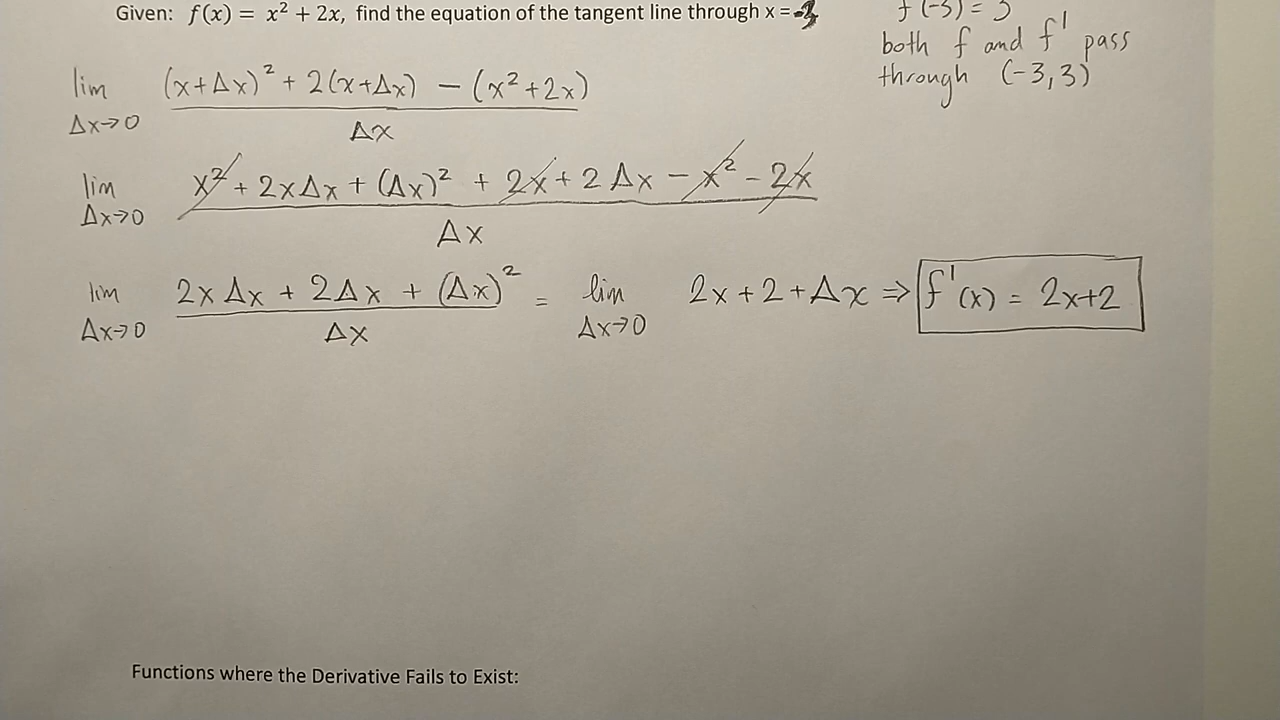 Given: f(x) = x² + 2x, find the equation of the tangent line through x = -3
f(-3) = 3
both f and f' pass
through (-3,3)
lim Δx→0 (x+Δx)² + 2(x+Δx) − (x²+2x) / Δx
lim Δx→0 x² + 2xΔx + (Δx)² + 2x + 2Δx − x² − 2x / Δx
lim Δx→0 2xΔx + 2Δx + (Δx)² / Δx = lim Δx→0 2x+2+Δx ⇒ f'(x) = 2x+2
Functions where the Derivative Fails to Exist: